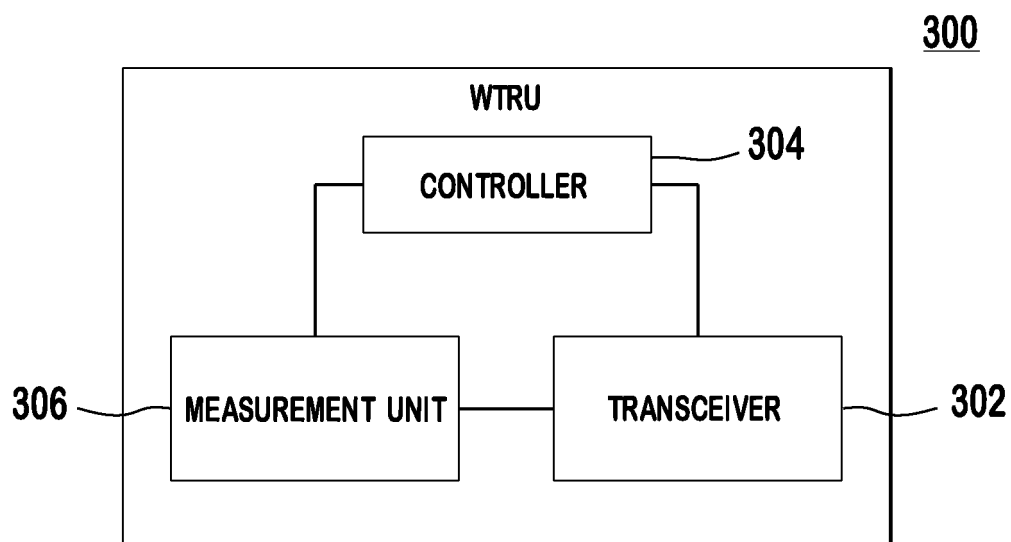 300
WTRU
304
CONTROLLER
306
MEASUREMENT UNIT
TRANSCEIVER
302